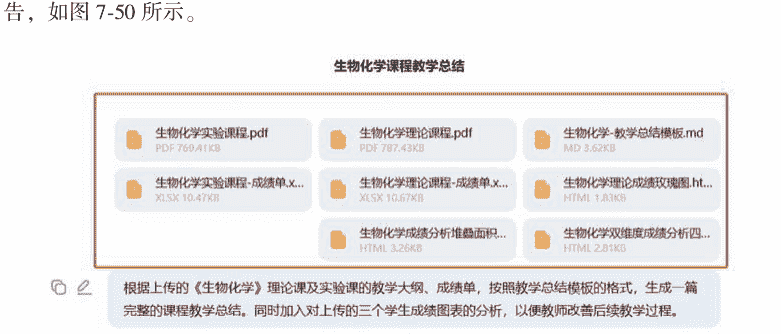 告，如图 7-50 所示。
生物化学课程教学总结
生物化学实验课程.pdf
PDF 769.41KB
生物化学理论课程.pdf
PDF 787.43KB
生物化学-教学总结模板.md
MD 3.62KB
生物化学实验课程-成绩单.x...
XLSX 10.47KB
生物化学理论课程-成绩单.x...
XLSX 10.67KB
生物化学理论成绩玫瑰图.ht...
HTML 1.83KB
生物化学成绩分析堆叠面积...
HTML 3.26KB
生物化学双维度成绩分析四...
HTML 2.81KB
根据上传的《生物化学》理论课及实验课的教学大纲、成绩单，按照教学总结模板的格式，生成一篇
完整的课程教学总结。同时加入对上传的三个学生成绩图表的分析，以便教师改善后续教学过程。